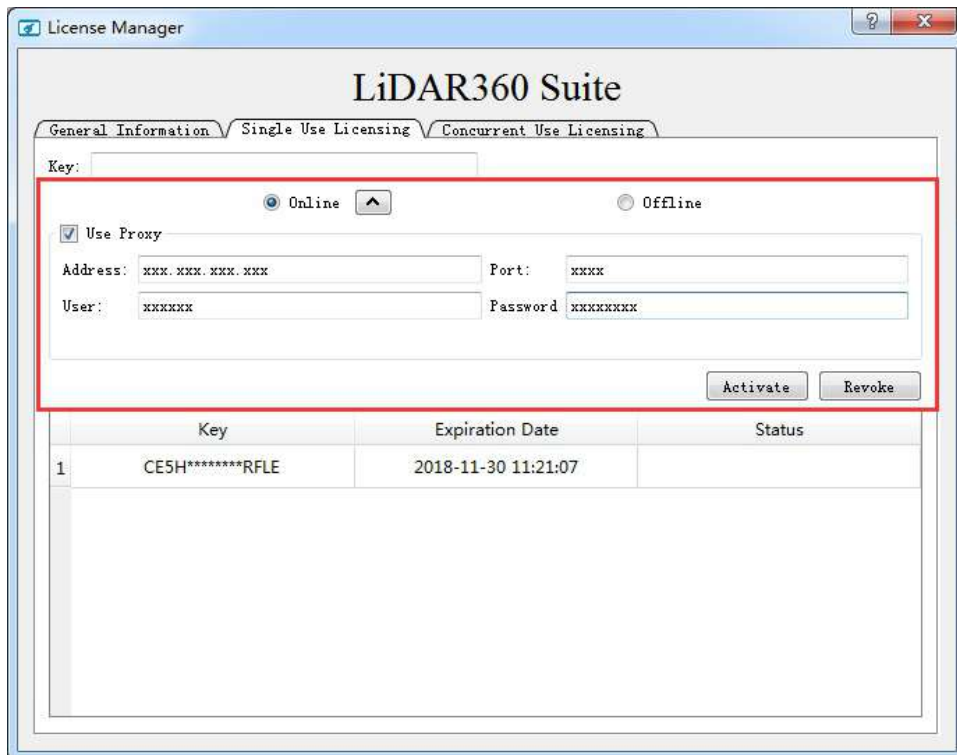 License Manager
LiDAR360 Suite
General Information Single Use Licensing Concurrent Use Licensing
Key:
Online Offline
Use Proxy
Address: xxx.xxx.xxx.xxx Port: xxxx
User: xxxxxx Password xxxxxxxx
Activate Revoke
Key Expiration Date Status
1 CE5H********RFLE 2018-11-30 11:21:07